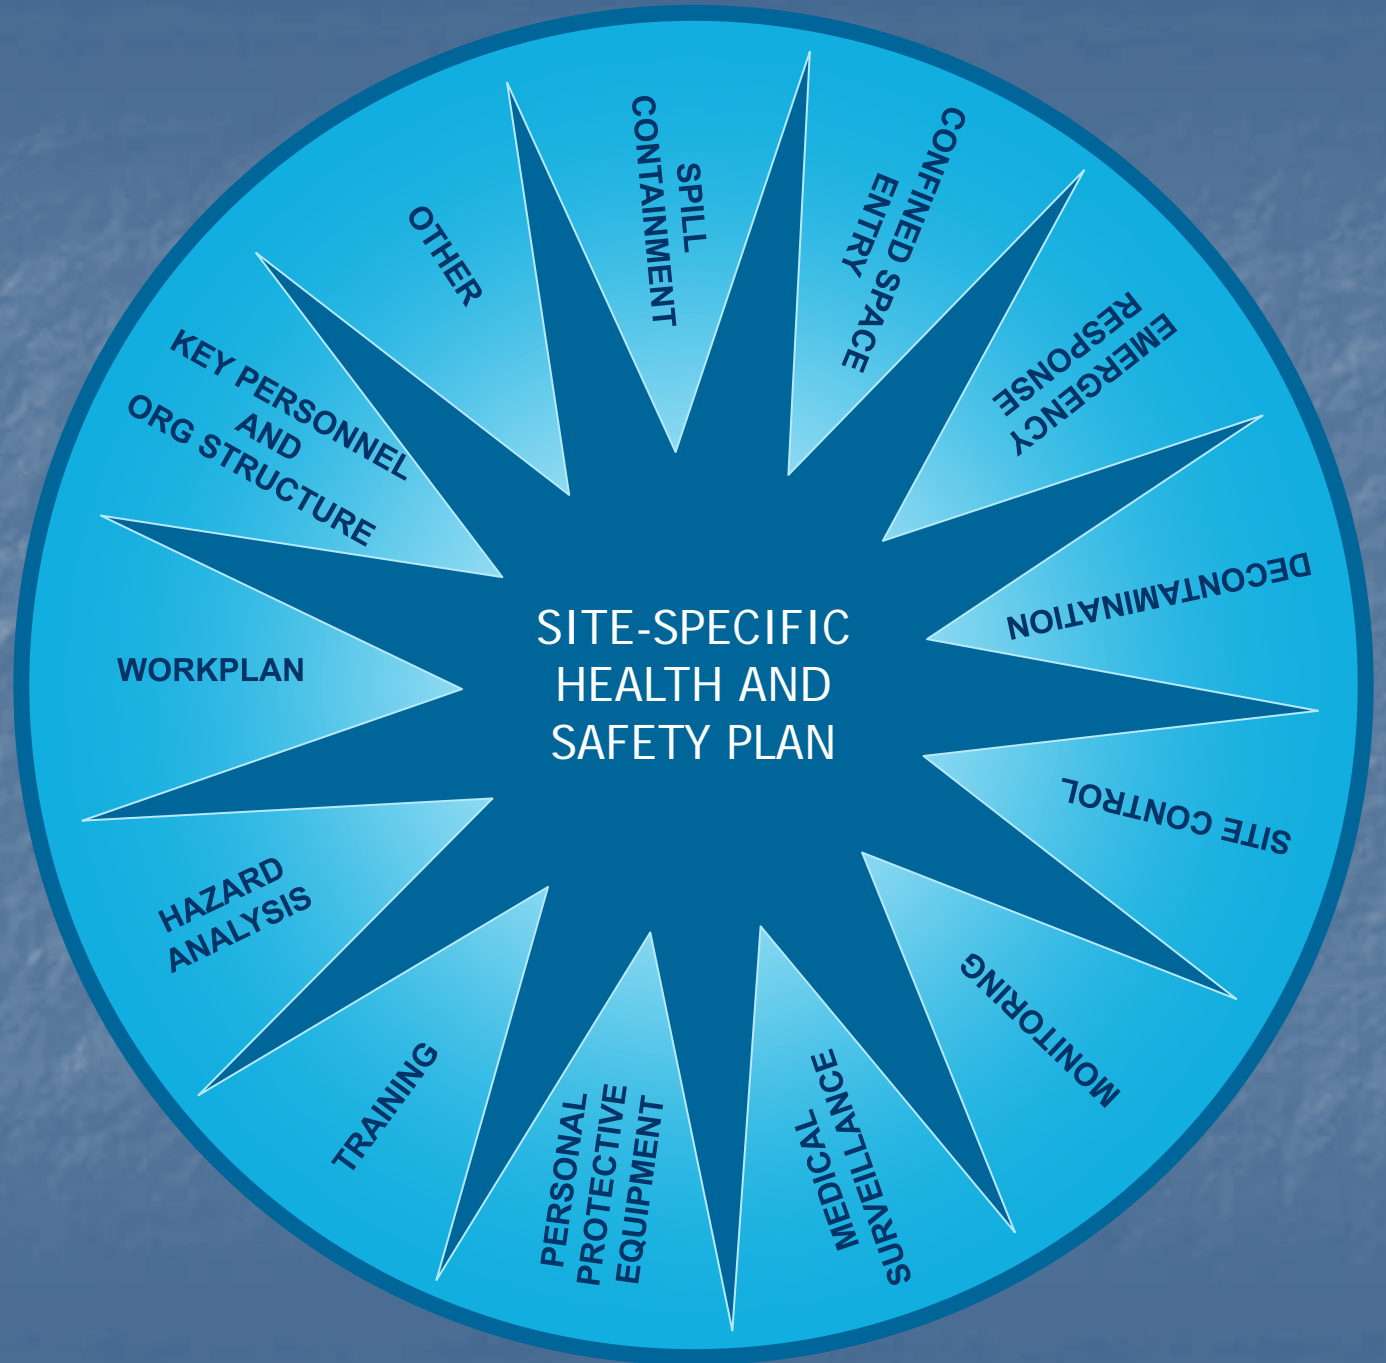 SITE-SPECIFIC
HEALTH AND
SAFETY PLAN
SPILL
CONTAINMENT
CONFINED SPACE
ENTRY
EMERGENCY
RESPONSE
DECONTAMINATION
SITE CONTROL
MONITORING
MEDICAL
SURVEILLANCE
PERSONAL
PROTECTIVE
EQUIPMENT
TRAINING
HAZARD
ANALYSIS
WORKPLAN
KEY PERSONNEL
AND
ORG STRUCTURE
OTHER